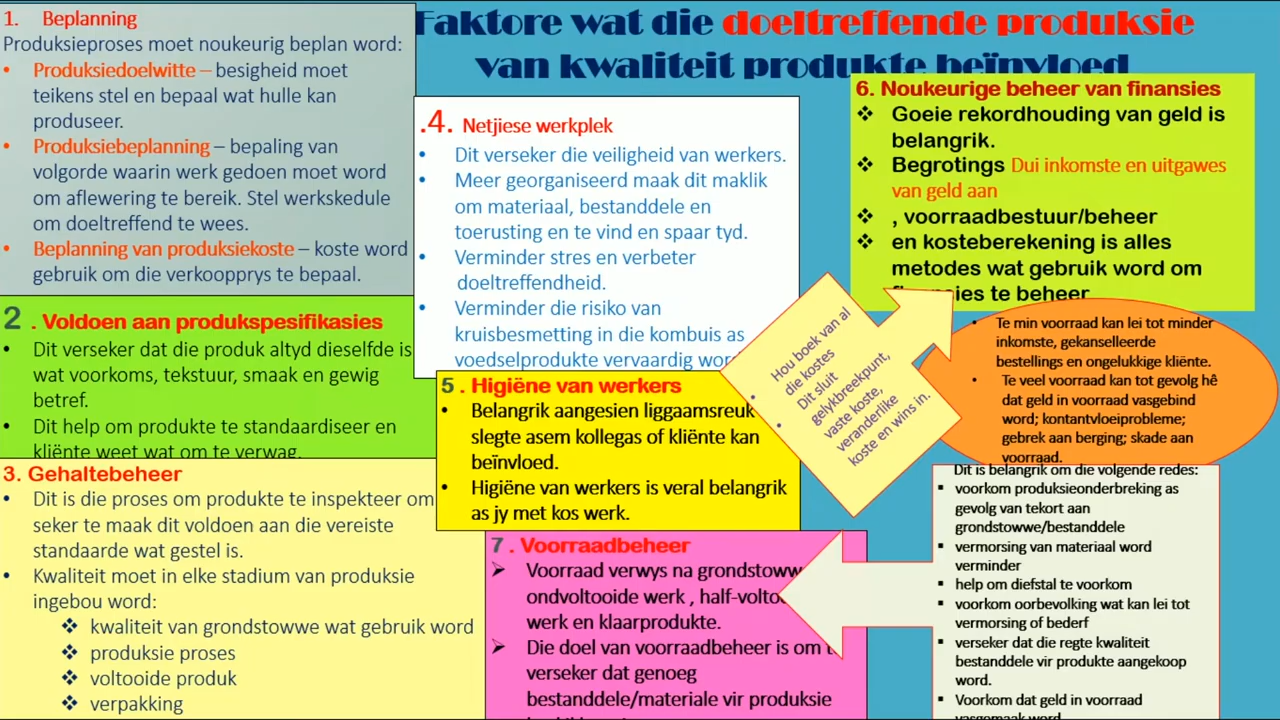 Faktore wat die doeltreffende produksie
van kwaliteit produkte beïnvloed
1. Beplanning
Produksieproses moet noukeurig beplan word:
• Produksiedoelwitte – besigheid moet
teikens stel en bepaal wat hulle kan
produseer.
• Produksiebeplanning – bepaling van
volgorde waarin werk gedoen moet word
om aflewering te bereik. Stel werkskedule
om doeltreffend te wees.
• Beplanning van produksiekoste – koste word
gebruik om die verkoopprys te bepaal.
2 . Voldoen aan produkspesifikasies
• Dit verseker dat die produk altyd dieselfde is
wat voorkoms, tekstuur, smaak en gewig
betref.
• Dit help om produkte te standaardiseer en
kliënte weet wat om te verwag.
3. Gehaltebeheer
• Dit is die proses om produkte te inspekteer om
seker te maak dit voldoen aan die vereiste
standaarde wat gestel is.
• Kwaliteit moet in elke stadium van produksie
ingebou word:
❖ kwaliteit van grondstowwe wat gebruik word
❖ produksie proses
❖ voltooide produk
❖ verpakking
.4. Netjiese werkplek
• Dit verseker die veiligheid van werkers.
• Meer georganiseerd maak dit maklik
om materiaal, bestanddele en
toerusting en te vind en spaar tyd.
• Verminder stres en verbeter
doeltreffendheid.
• Verminder die risiko van
kruisbesmetting in die kombuis as
voedselprodukte vervaardig
5 . Higiëne van werkers
• Belangrik aangesien liggaamsreuk
slegte asem kollegas of kliënte kan
beïnvloed.
• Higiëne van werkers is veral belangrik
as jy met kos werk.
6. Noukeurige beheer van finansies
❖ Goeie rekordhouding van geld is
belangrik.
❖ Begrotings Dui inkomste en uitgawes
van geld aan
❖ , voorraadbestuur/beheer
❖ en kosteberekening is alles
metodes wat gebruik word om
finansies te beheer
• Hou boek van al
die kostes
• Dit sluit
gelykbreekpunt,
vaste koste,
veranderlike
koste en wins in.
• Te min voorraad kan lei tot minder
inkomste, gekanselleerde
bestellings en ongelukkige kliënte.
• Te veel voorraad kan tot gevolg hê
dat geld in voorraad vasgebind
word; kontantvloeiprobleme;
gebrek aan berging; skade aan
voorraad.
7 . Voorraadbeheer
➢ Voorraad verwys na
ondvoltooide werk ,
werk en klaarprodukte.
➢ Die doel van voorraadbeheer is om
verseker dat genoeg
bestanddele/materiale vir produksie
Dit is belangrik om die volgende redes:
▪ voorkom produksieonderbreking as
gevolg van tekort aan
grondstowwe/bestanddele
▪ vermorsing van materiaal word
verminder
▪ help om diefstal te voorkom
▪ voorkom oorbevolking wat kan lei tot
vermorsing of bederf
▪ verseker dat die regte kwaliteit
bestanddele vir produkte aangekoop
word.
▪ Voorkom dat geld in voorraad
vasgemaak word